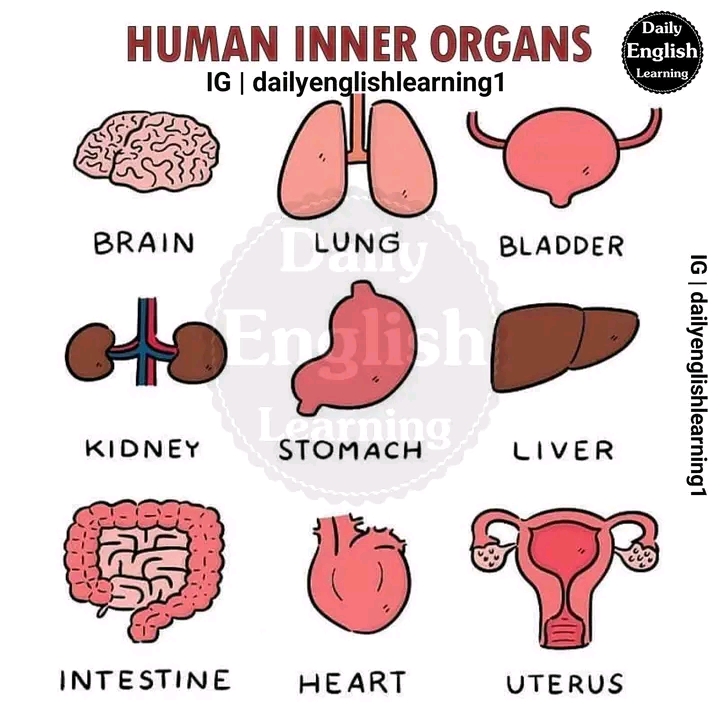 HUMAN INNER ORGANS
IG | dailyenglishlearning1
Daily
English
Learning
BRAIN
LUNG
BLADDER
Daily
English
Learning
KIDNEY
STOMACH
LIVER
INTESTINE
HEART
UTERUS
IG | dailyenglishlearning1